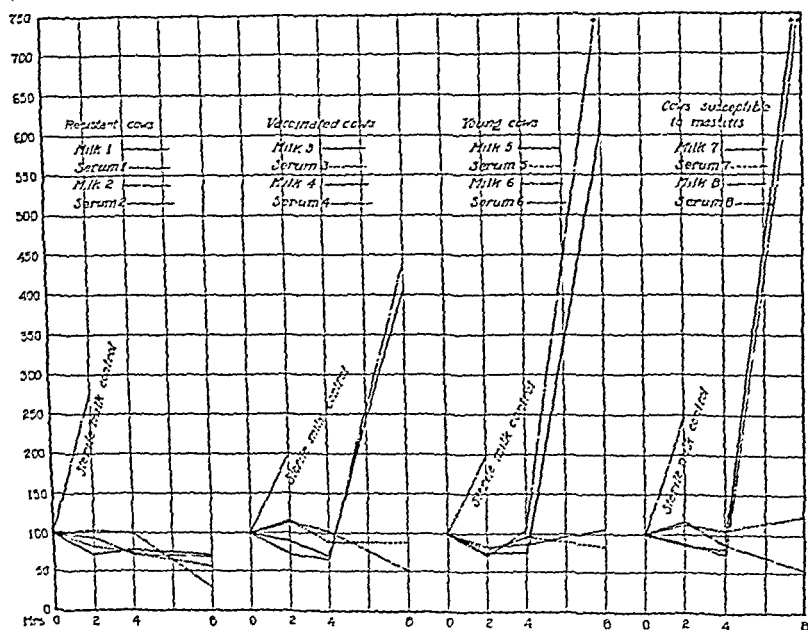 750
700
650
600
550
500
450
400
350
300
250
200
150
100
50
0
Resistant cows
Milk 1
Serum 1
Milk 2
Serum 2
Vaccinated cows
Milk 3
Serum 3
Milk 4
Serum 4
Young cows
Milk 5
Serum 5
Milk 6
Serum 6
Cows susceptible
to mastitis
Milk 7
Serum 7
Milk 8
Serum 8
Sterile milk control
Sterile milk control
Sterile milk control
Sterile milk control
Hrs 0 2 4 6 0 2 4 6 0 2 4 6 0 2 4 8